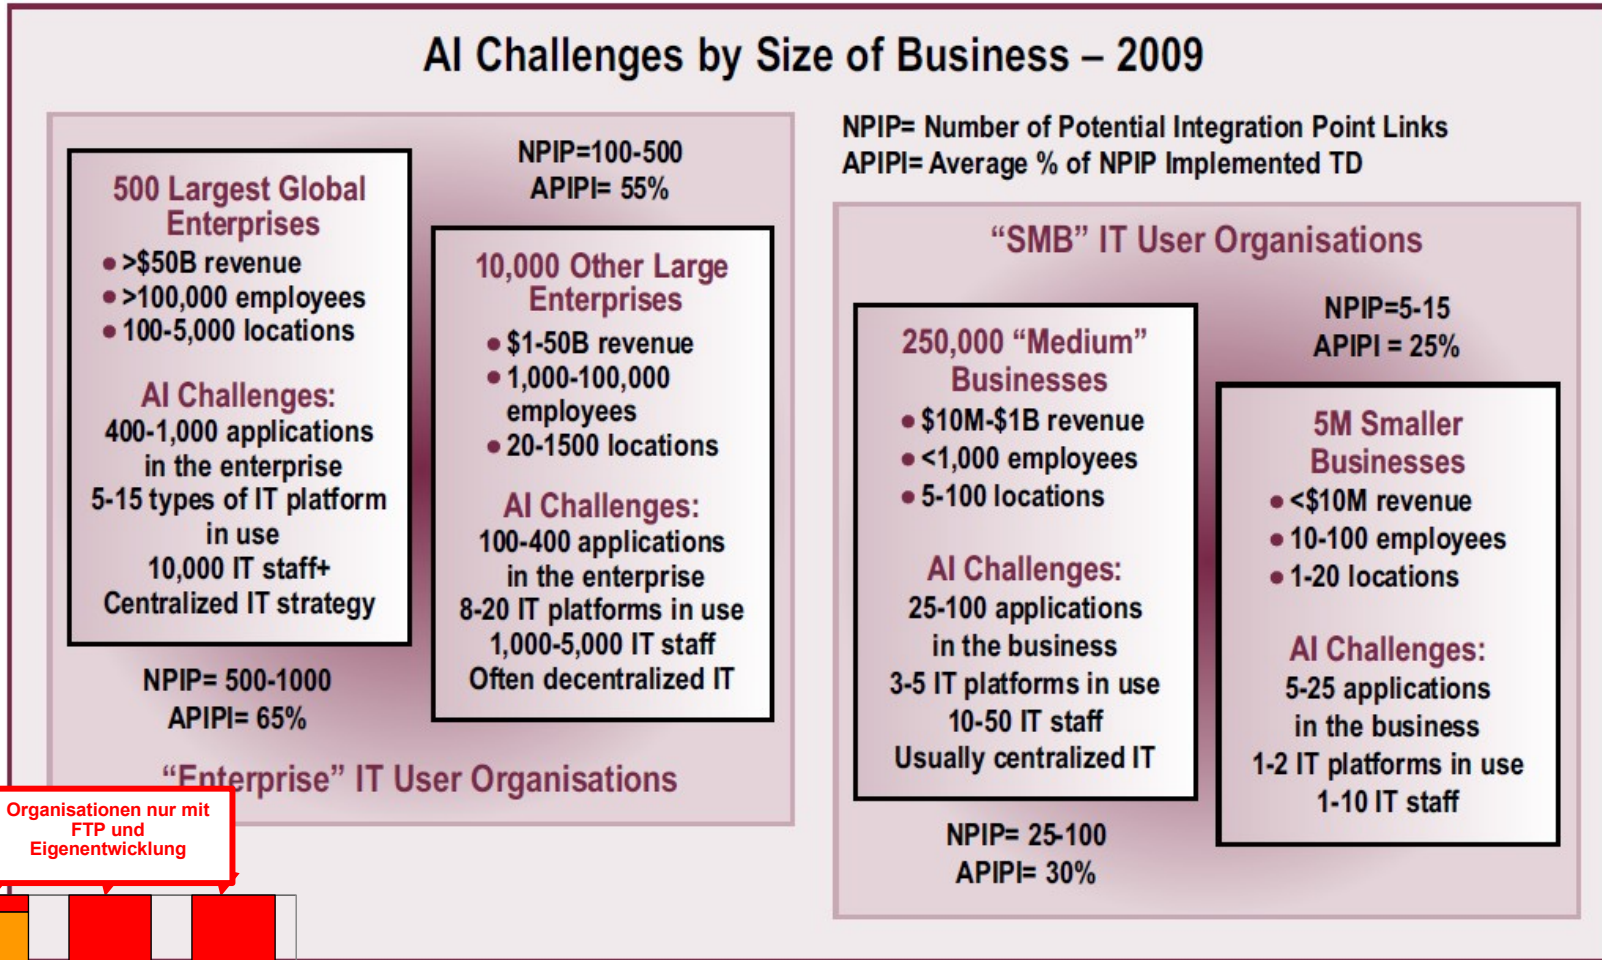 AI Challenges by Size of Business – 2009
NPIP=100-500
APIPI= 55%
500 Largest Global
Enterprises
● >$50B revenue
● >100,000 employees
● 100-5,000 locations
AI Challenges:
400-1,000 applications
in the enterprise
5-15 types of IT platform
in use
10,000 IT staff+
Centralized IT strategy
NPIP= 500-1000
APIPI= 65%
10,000 Other Large
Enterprises
● $1-50B revenue
● 1,000-100,000
employees
● 20-1500 locations
AI Challenges:
100-400 applications
in the enterprise
8-20 IT platforms in use
1,000-5,000 IT staff
Often decentralized IT
“Enterprise” IT User Organisations
Organisationen nur mit
FTP und
Eigenentwicklung
NPIP= Number of Potential Integration Point Links
APIPI= Average % of NPIP Implemented TD
“SMB” IT User Organisations
250,000 “Medium”
Businesses
● $10M-$1B revenue
● <1,000 employees
● 5-100 locations
AI Challenges:
25-100 applications
in the business
3-5 IT platforms in use
10-50 IT staff
Usually centralized IT
NPIP= 25-100
APIPI= 30%
NPIP=5-15
APIPI = 25%
5M Smaller
Businesses
● <$10M revenue
● 10-100 employees
● 1-20 locations
AI Challenges:
5-25 applications
in the business
1-2 IT platforms in use
1-10 IT staff